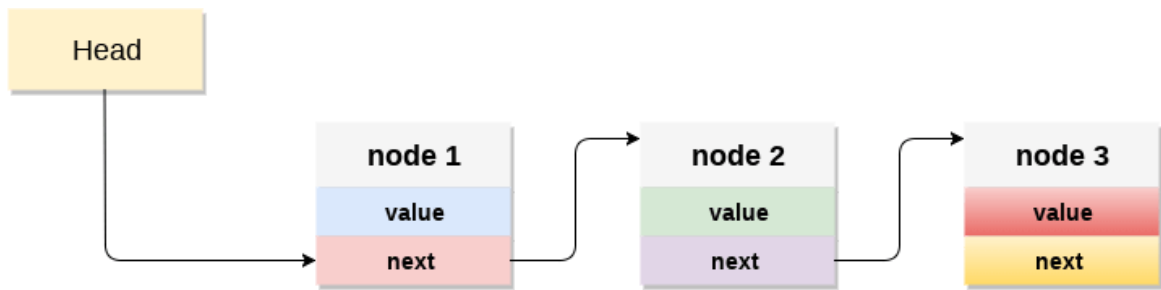 Head
node 1
value
next
node 2
value
next
node 3
value
next